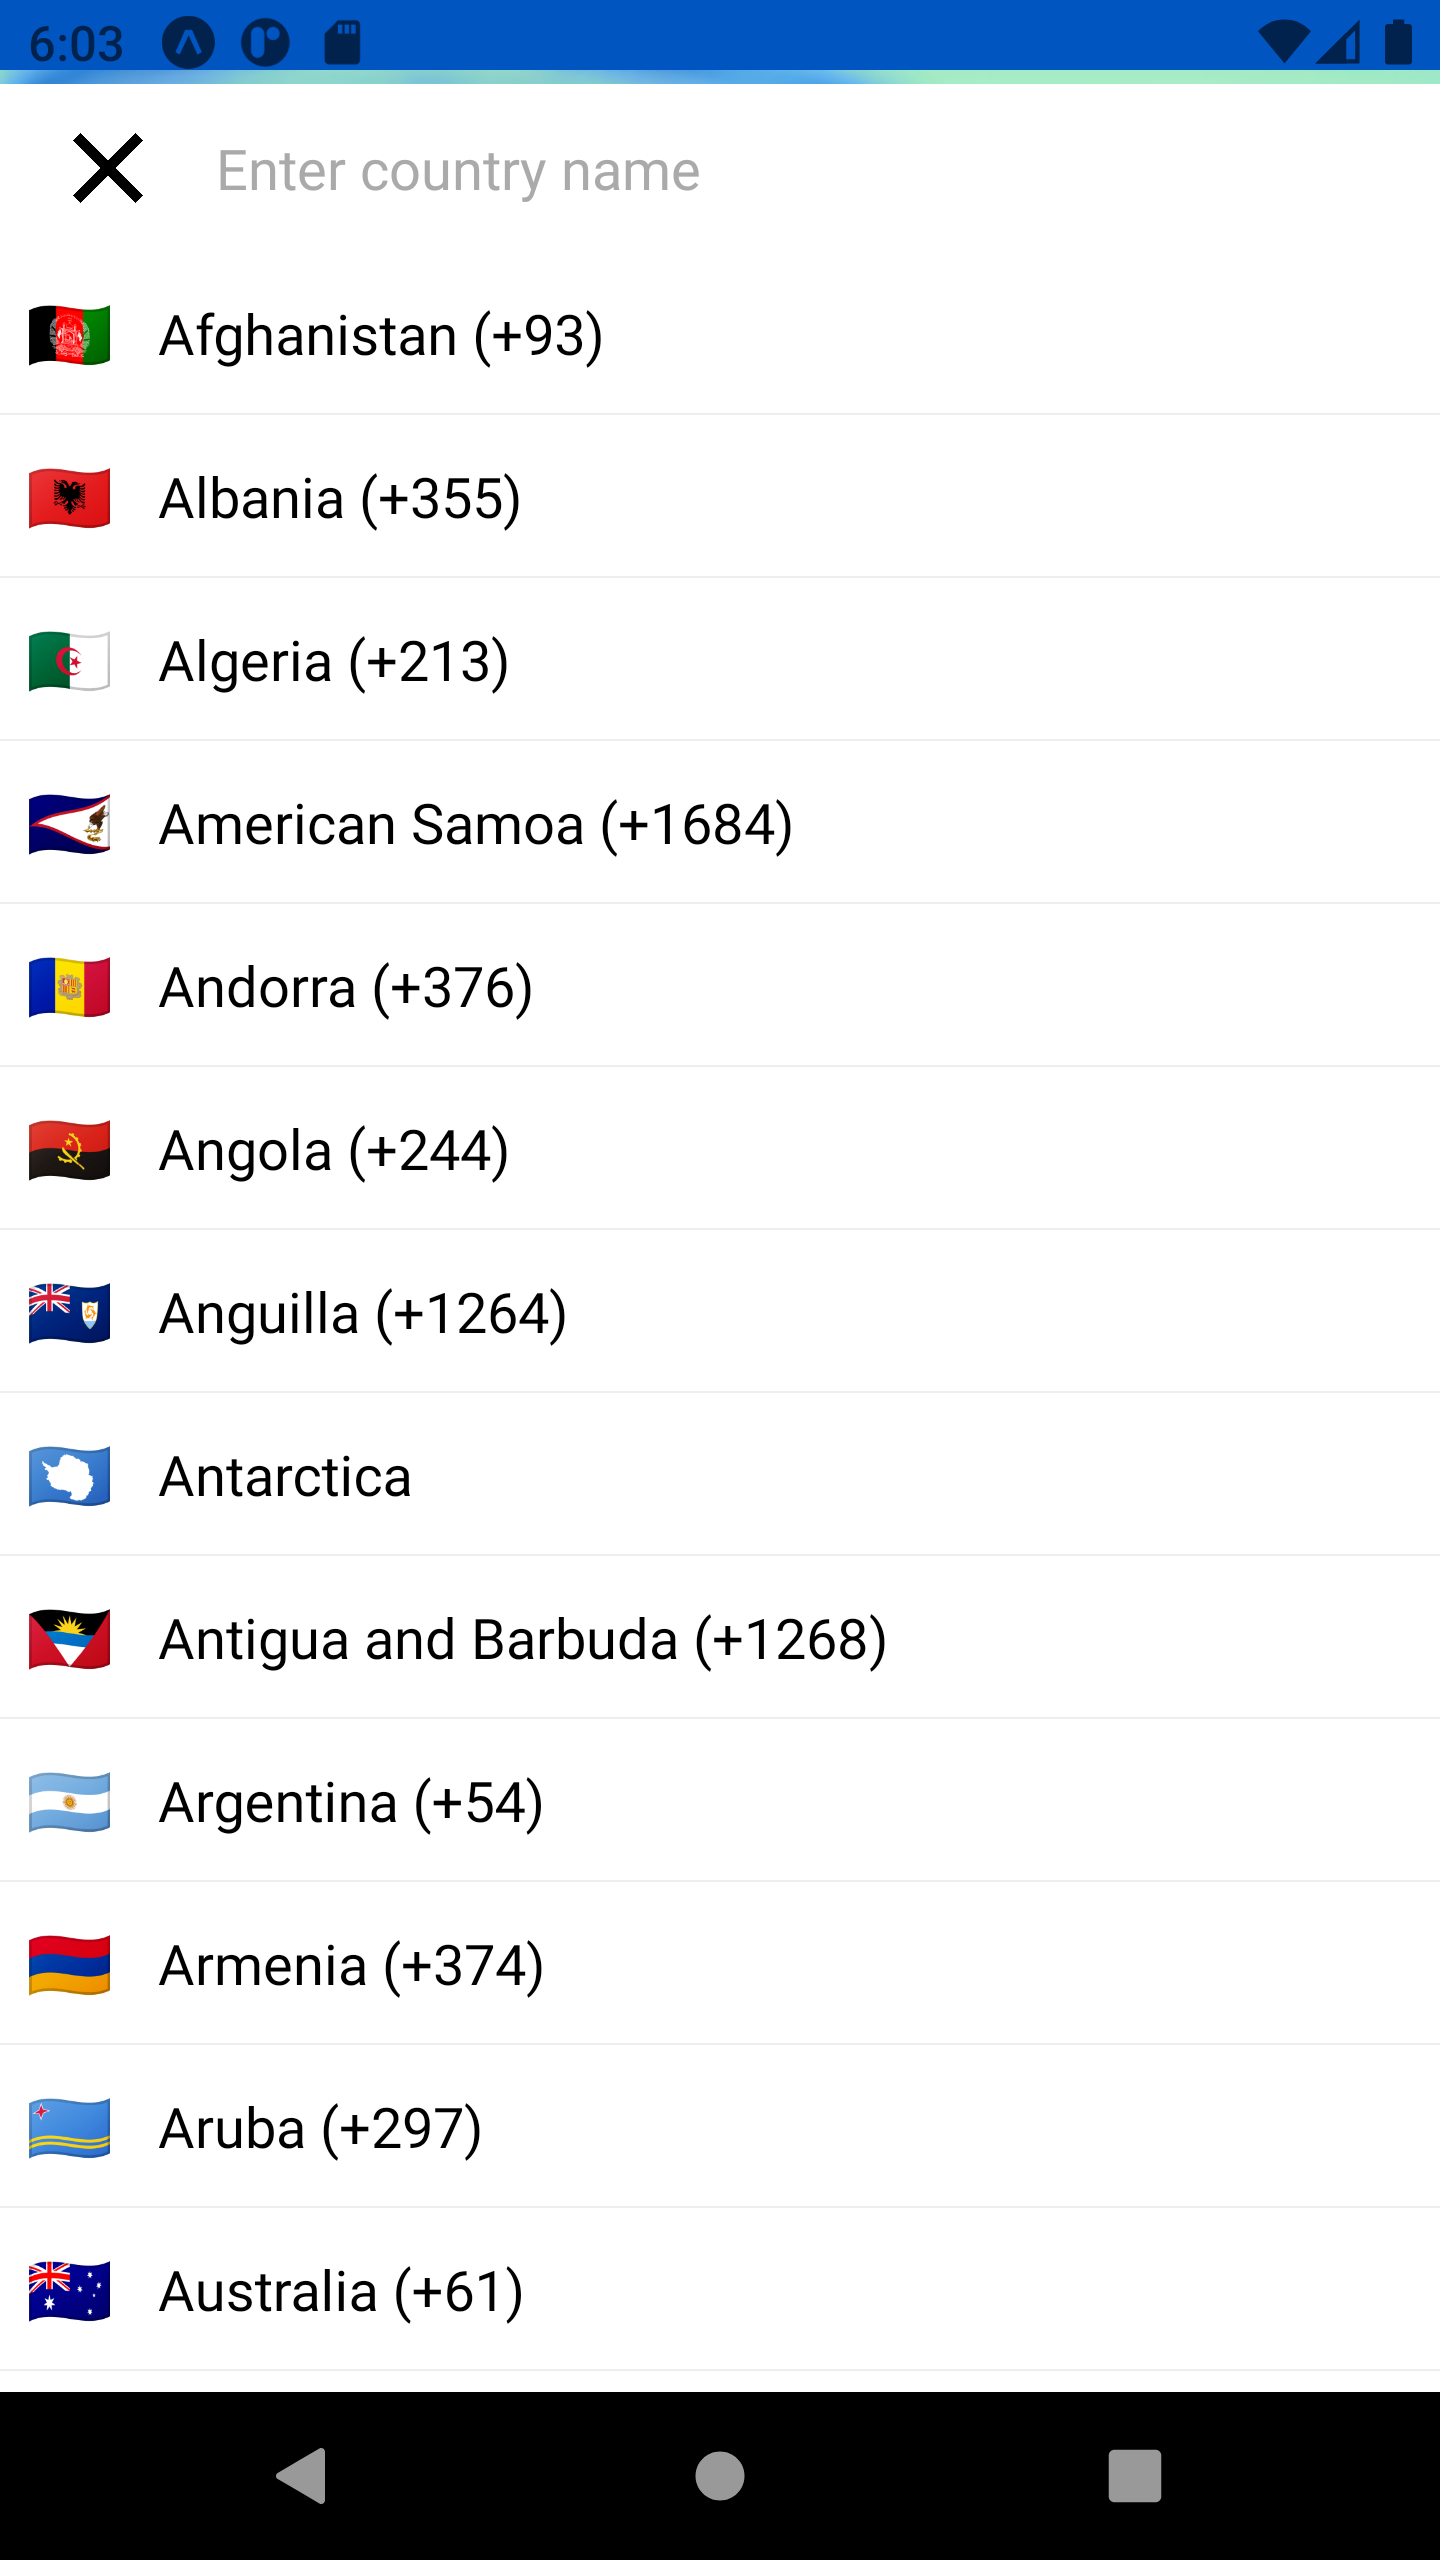 6:03
Enter country name
Afghanistan (+93)
Albania (+355)
Algeria (+213)
American Samoa (+1684)
Andorra (+376)
Angola (+244)
Anguilla (+1264)
Antarctica
Antigua and Barbuda (+1268)
Argentina (+54)
Armenia (+374)
Aruba (+297)
Australia (+61)